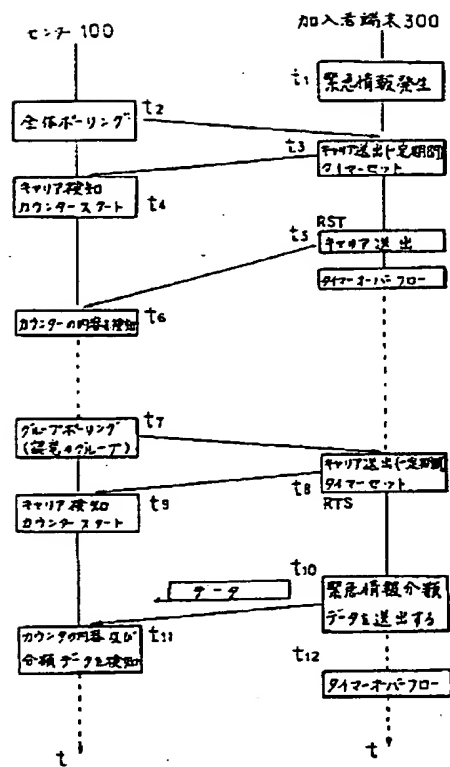 センター 100
加入者端末 300
t1
緊急情報発生
全体ポーリング
t2
t3
キャリア送出(一定期間)
タイマーセット
キャリア検知
カウンタースタート
t4
RST
t5
キャリア送出
タイマーオーバーフロー
カウンターの内容を検知
t6
グループポーリング
グループ)
t7
キャリア送出(一定期間)
タイマーセット
t8
RTS
キャリア検知
カウンタースタート
t9
t10
緊急情報分類
データを送出する
データ
カウンタの内容及び
分類データを検知
t11
t12
タイマーオーバーフロー
t
t